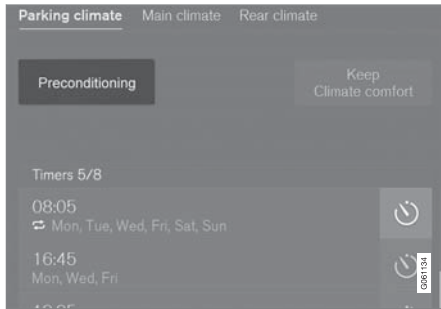 Parking climate Main climate Rear climate
Preconditioning
Keep
Climate comfort
Timers 5/8
08:05
Mon, Tue, Wed, Fri, Sat, Sun
16:45
Mon, Wed, Fri
G061134